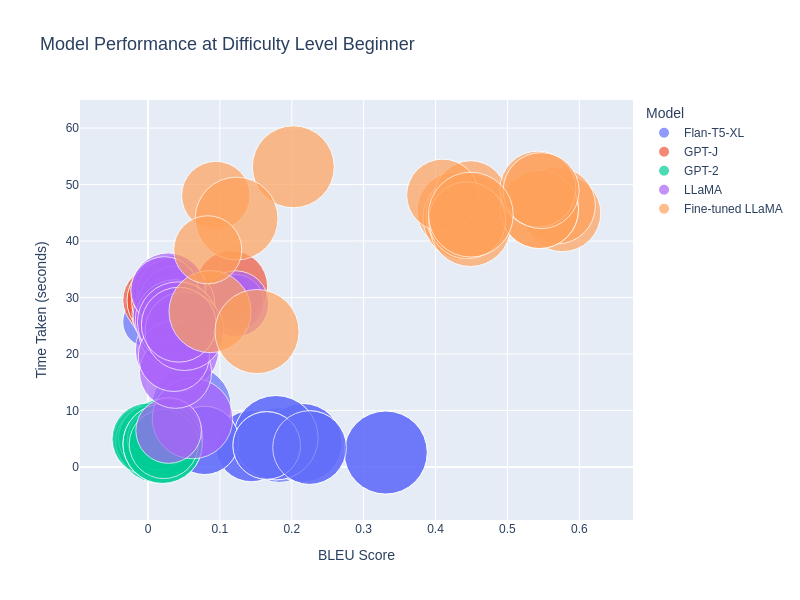 Model Performance at Difficulty Level Beginner
Model
Flan-T5-XL
GPT-J
GPT-2
LLaMA
Fine-tuned LLaMA
60
50
40
30
20
10
0
Time Taken (seconds)
0
0.1
0.2
0.3
0.4
0.5
0.6
BLEU Score